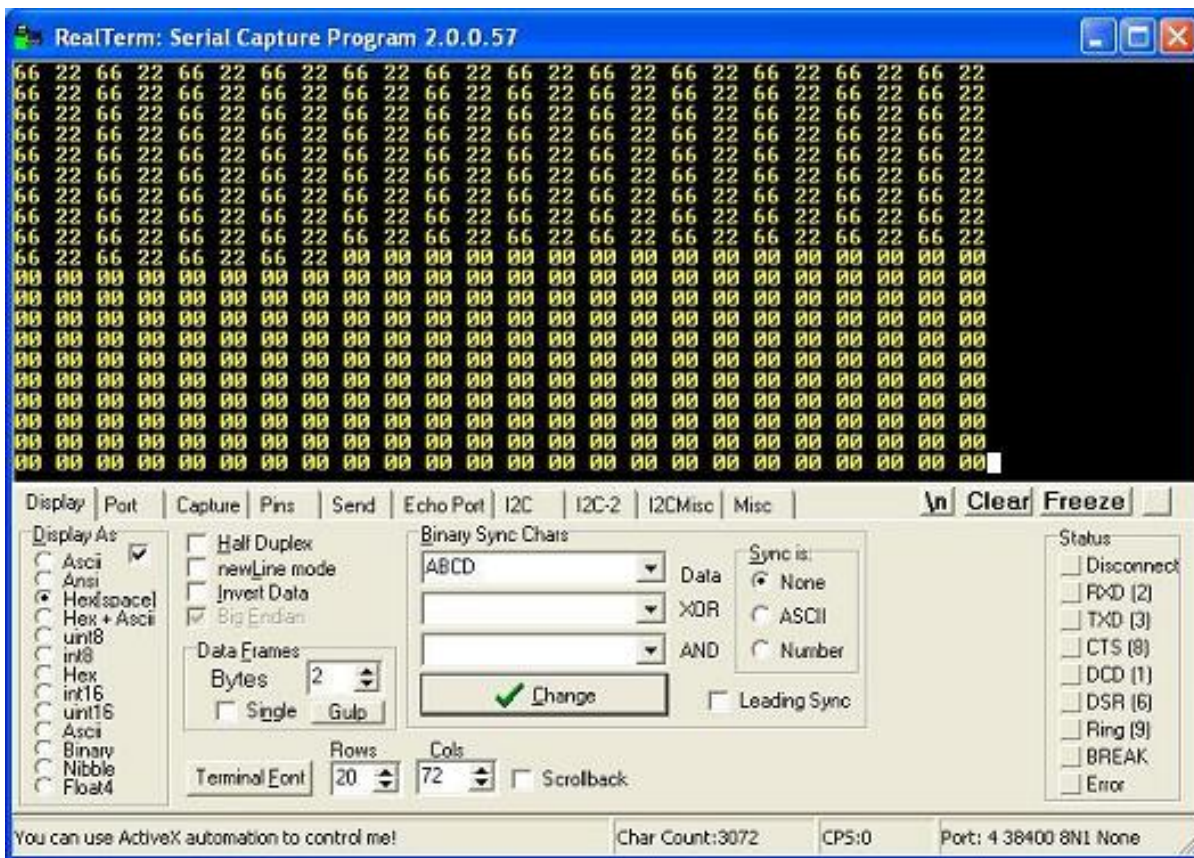 RealTerm: Serial Capture Program 2.0.0.57
66 22 66 22 66 22 66 22 66 22 66 22 66 22 66 22 66 22 66 22 66 22 66 22
66 22 66 22 66 22 66 22 66 22 66 22 66 22 66 22 66 22 66 22 66 22 66 22
66 22 66 22 66 22 66 22 66 22 66 22 66 22 66 22 66 22 66 22 66 22 66 22
66 22 66 22 66 22 66 22 66 22 66 22 66 22 66 22 66 22 66 22 66 22 66 22
66 22 66 22 66 22 66 22 66 22 66 22 66 22 66 22 66 22 66 22 66 22 66 22
66 22 66 22 66 22 66 22 66 22 66 22 66 22 66 22 66 22 66 22 66 22 66 22
66 22 66 22 66 22 66 22 66 22 66 22 66 22 66 22 66 22 66 22 66 22 66 22
66 22 66 22 66 22 66 22 66 22 66 22 66 22 66 22 66 22 66 22 66 22 66 22
66 22 66 22 66 22 66 22 66 22 66 22 66 22 66 22 66 22 66 22 66 22 66 22
66 22 66 22 66 22 66 22 00 00 00 00 00 00 00 00 00 00 00 00 00 00 00 00
00 00 00 00 00 00 00 00 00 00 00 00 00 00 00 00 00 00 00 00 00 00 00 00
00 00 00 00 00 00 00 00 00 00 00 00 00 00 00 00 00 00 00 00 00 00 00 00
00 00 00 00 00 00 00 00 00 00 00 00 00 00 00 00 00 00 00 00 00 00 00 00
00 00 00 00 00 00 00 00 00 00 00 00 00 00 00 00 00 00 00 00 00 00 00 00
00 00 00 00 00 00 00 00 00 00 00 00 00 00 00 00 00 00 00 00 00 00 00 00
00 00 00 00 00 00 00 00 00 00 00 00 00 00 00 00 00 00 00 00 00 00 00 00
00 00 00 00 00 00 00 00 00 00 00 00 00 00 00 00 00 00 00 00 00 00 00 00
00 00 00 00 00 00 00 00 00 00 00 00 00 00 00 00 00 00 00 00 00 00 00 00
00 00 00 00 00 00 00 00 00 00 00 00 00 00 00 00 00 00 00 00 00 00 00 00
00 00 00 00 00 00 00 00 00 00 00 00 00 00 00 00 00 00 00 00 00 00 00 00
Display Port Capture Pins Send Echo Port I2C I2C-2 I2CMisc Misc \n Clear Freeze
Display As
Ascii
Ansi
Hex[space]
Hex + Ascii
uint8
int8
Hex
int16
uint16
Ascii
Binary
Nibble
Float4
Half Duplex
newLine mode
Invert Data
Big Endian
Data Frames
Bytes 2
Single Gulp
Terminal Font
Rows
20
Cols
72
Scrollback
Binary Sync Chars
ABCD Data
XOR
AND
Change
Sync is:
None
ASCII
Number
Leading Sync
Status
Disconnect
RXD (2)
TXD (3)
CTS (8)
DCD (1)
DSR (6)
Ring (9)
BREAK
Error
You can use ActiveX automation to control me! Char Count:3072 CPS:0 Port: 4 38400 8N1 None